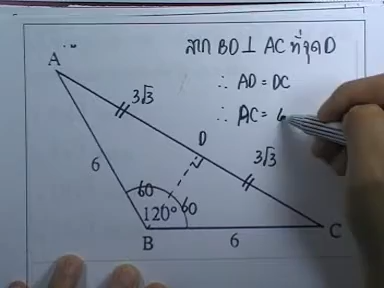 ลาก BD ⊥ AC ที่จุด D
∴ AD = DC
∴ AC = 6
A
3√3
D
6
3√3
60
120° 60
B
6
C